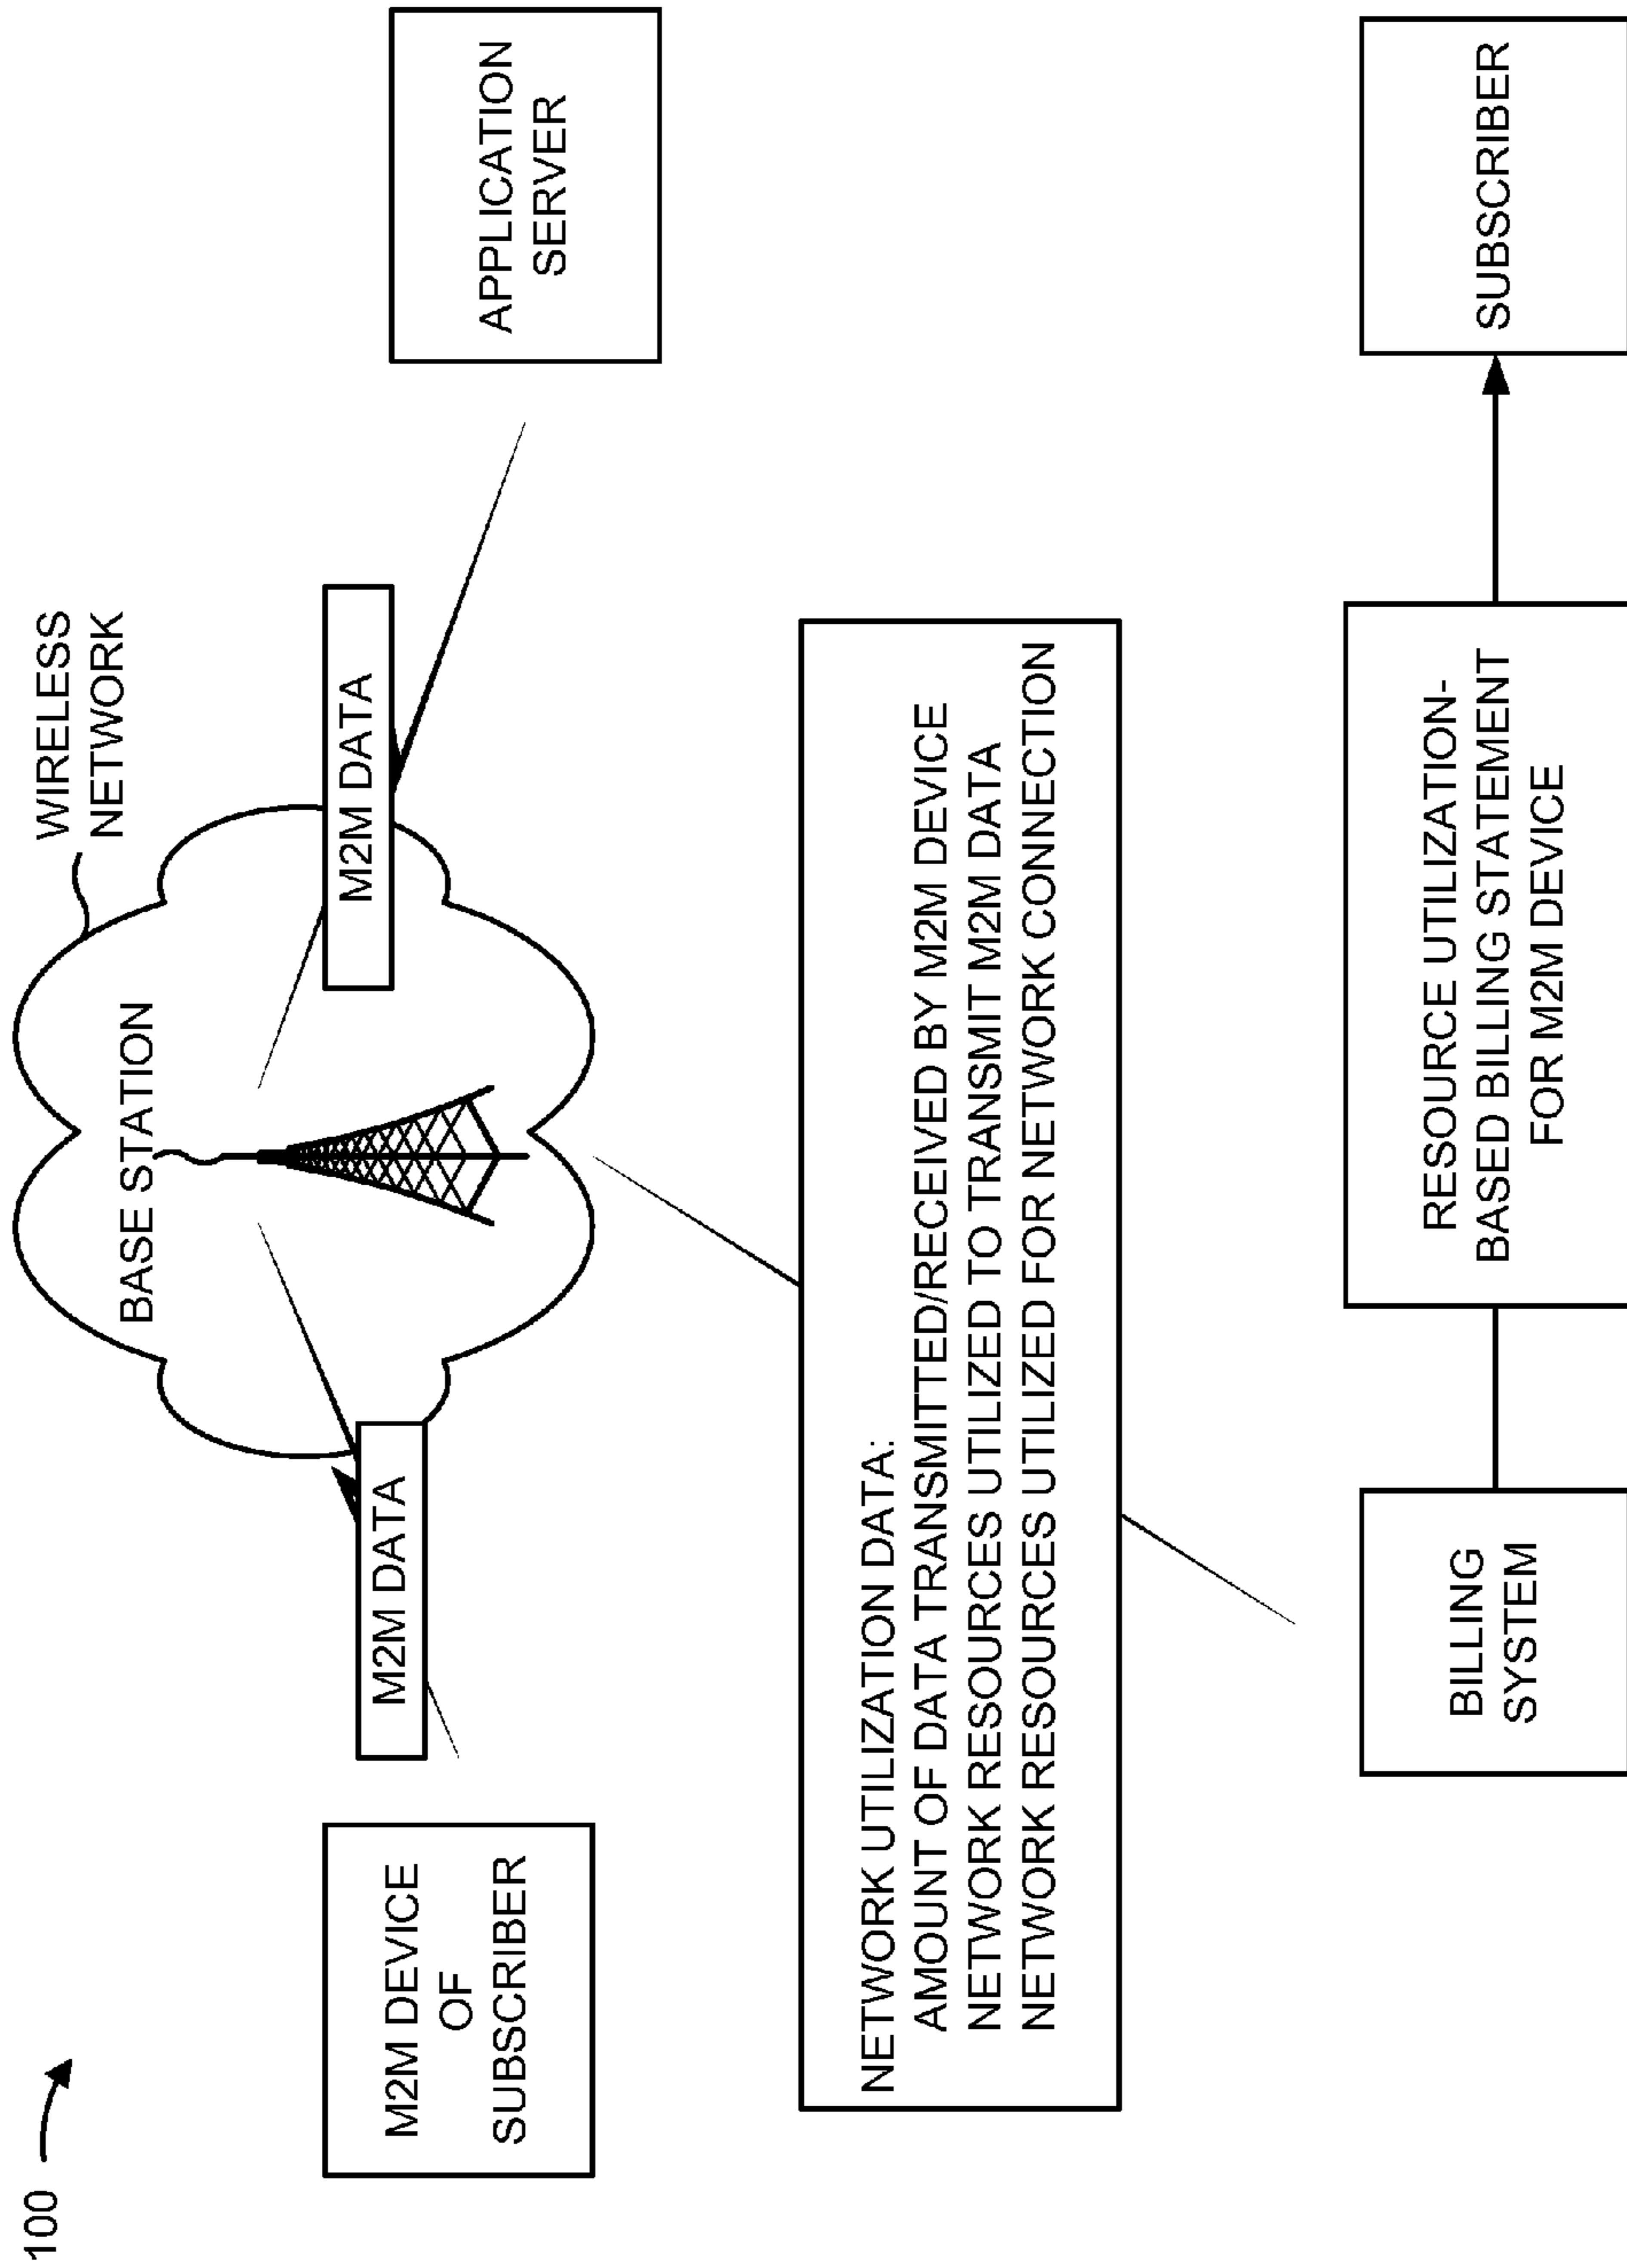 100
WIRELESS
NETWORK
BASE STATION
M2M DATA
M2M DATA
M2M DEVICE
OF
SUBSCRIBER
APPLICATION
SERVER
NETWORK UTILIZATION DATA:
AMOUNT OF DATA TRANSMITTED/RECEIVED BY M2M DEVICE
NETWORK RESOURCES UTILIZED TO TRANSMIT M2M DATA
NETWORK RESOURCES UTILIZED FOR NETWORK CONNECTION
BILLING
SYSTEM
RESOURCE UTILIZATION-
BASED BILLING STATEMENT
FOR M2M DEVICE
SUBSCRIBER